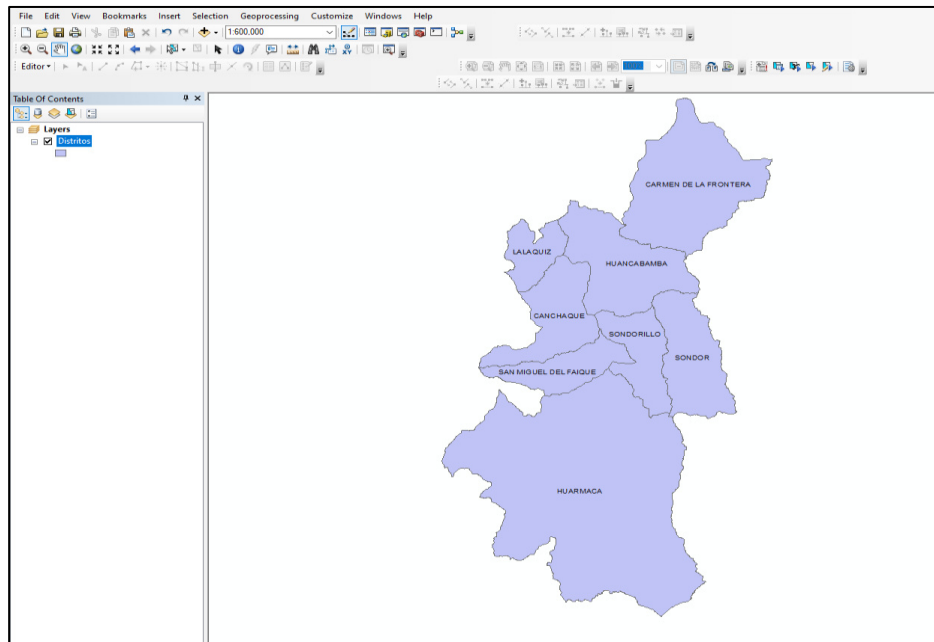 File Edit View Bookmarks Insert Selection Geoprocessing Customize Windows Help
1:600,000
Editor
Table Of Contents
Layers
Distritos
CARMEN DE LA FRONTERA
LALAQUIZ
HUANCABAMBA
CANCHAQUE
SONDORILLO
SONDOR
SAN MIGUEL DEL FAIQUE
HUARMACA